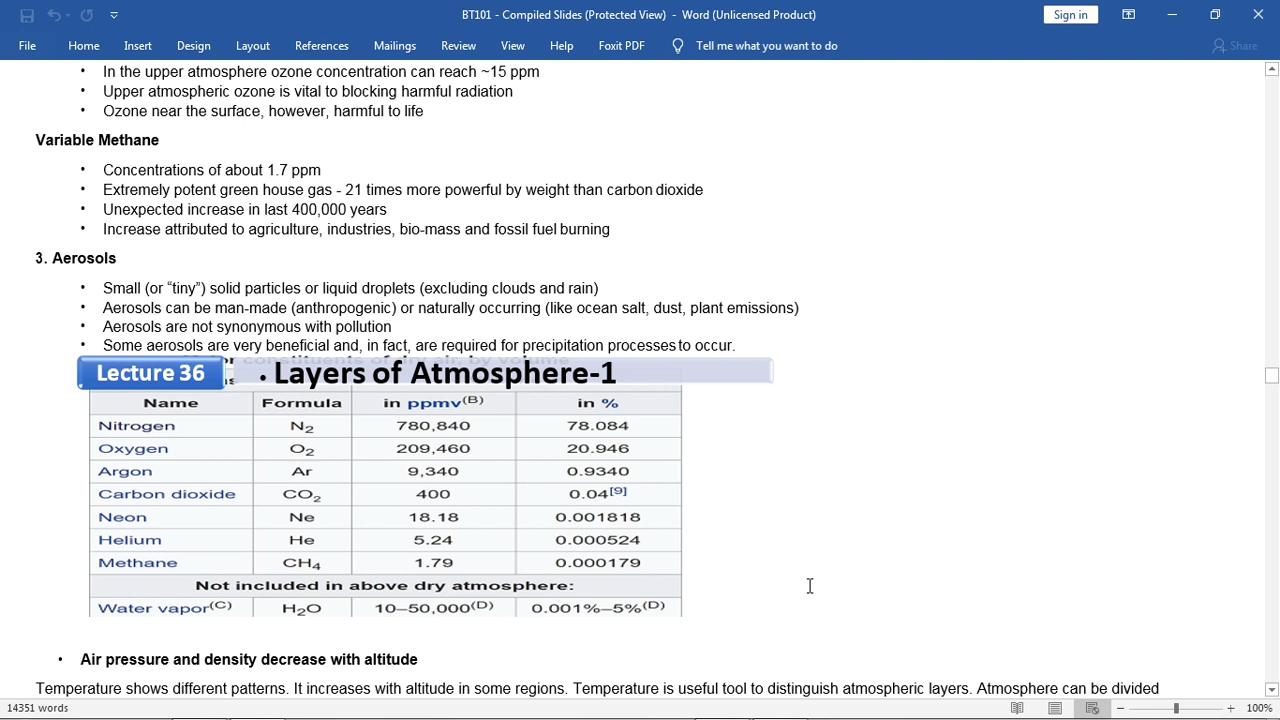 BT101 - Compiled Slides (Protected View) - Word (Unlicensed Product)
Sign in
File Home Insert Design Layout References Mailings Review View Help Foxit PDF Tell me what you want to do Share
• In the upper atmosphere ozone concentration can reach ~15 ppm
• Upper atmospheric ozone is vital to blocking harmful radiation
• Ozone near the surface, however, harmful to life
Variable Methane
• Concentrations of about 1.7 ppm
• Extremely potent green house gas - 21 times more powerful by weight than carbon dioxide
• Unexpected increase in last 400,000 years
• Increase attributed to agriculture, industries, bio-mass and fossil fuel burning
3. Aerosols
• Small (or “tiny”) solid particles or liquid droplets (excluding clouds and rain)
• Aerosols can be man-made (anthropogenic) or naturally occurring (like ocean salt, dust, plant emissions)
• Aerosols are not synonymous with pollution
• Some aerosols are very beneficial and, in fact, are required for precipitation processes to occur.
constituents of dry air, by volume
Lecture 36 • Layers of Atmosphere-1
Name Formula in ppmv(B) in %
Nitrogen N2 780,840 78.084
Oxygen O2 209,460 20.946
Argon Ar 9,340 0.9340
Carbon dioxide CO2 400 0.04[9]
Neon Ne 18.18 0.001818
Helium He 5.24 0.000524
Methane CH4 1.79 0.000179
Not included in above dry atmosphere:
Water vapor(C) H2O 10–50,000(D) 0.001%–5%(D)
• Air pressure and density decrease with altitude
Temperature shows different patterns. It increases with altitude in some regions. Temperature is useful tool to distinguish atmospheric layers. Atmosphere can be divided
14351 words
100%